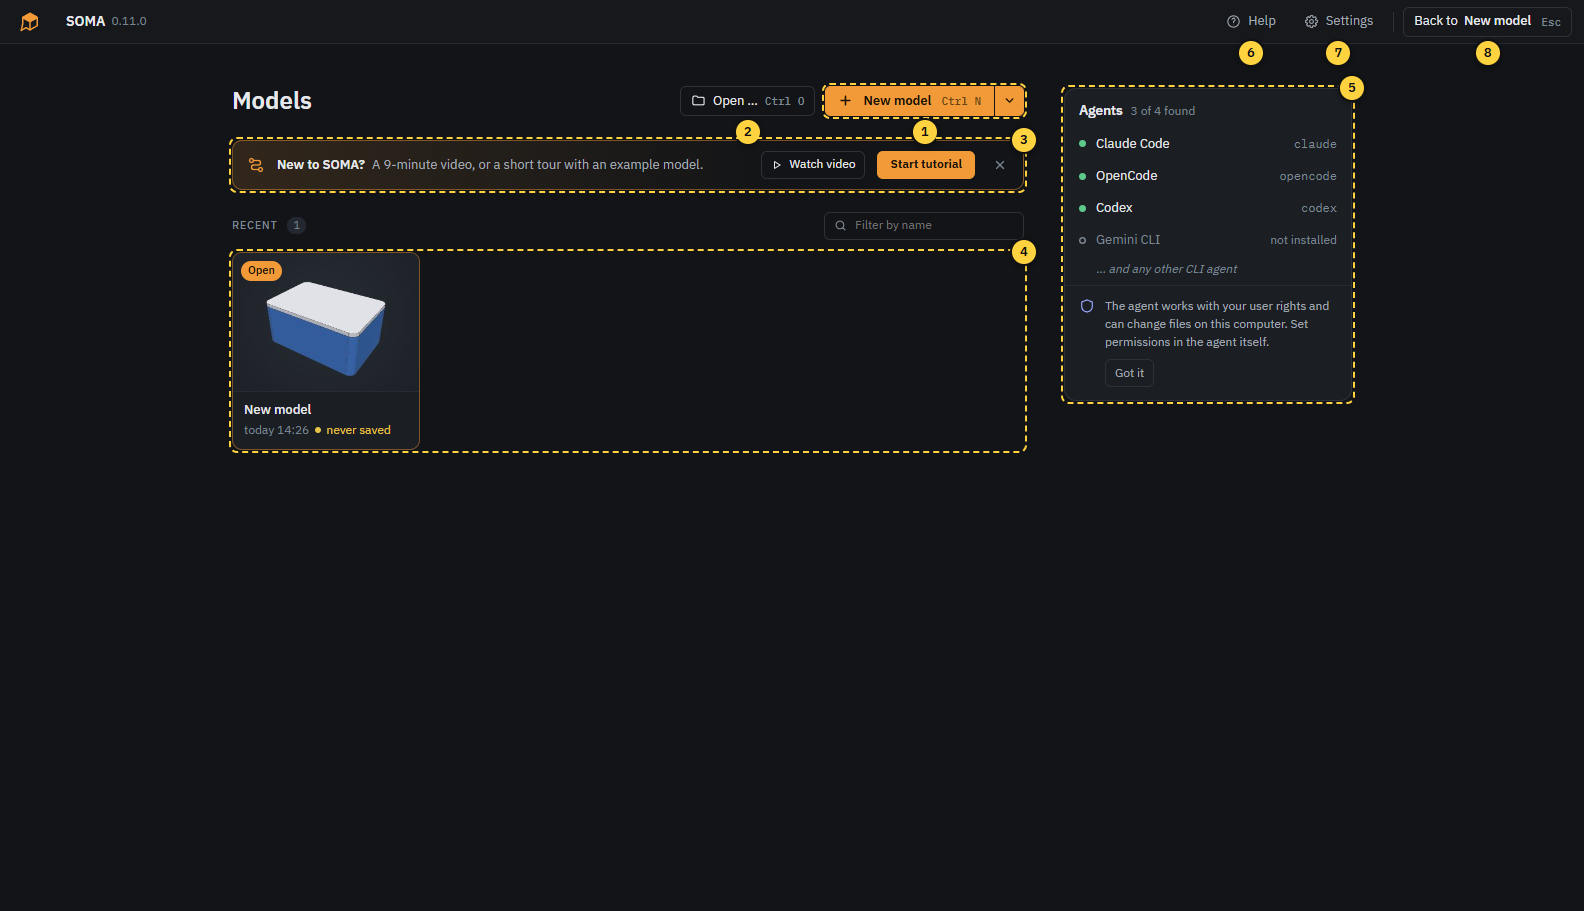 SOMA 0.11.0
Help
Settings
Back to New model Esc
6
7
8
Models
Open ... Ctrl O
New model Ctrl N
2
1
3
New to SOMA? A 9-minute video, or a short tour with an example model.
Watch video
Start tutorial
RECENT 1
Filter by name
4
Open
New model
today 14:26 never saved
5
Agents 3 of 4 found
Claude Code claude
OpenCode opencode
Codex codex
Gemini CLI not installed
... and any other CLI agent
The agent works with your user rights and
can change files on this computer. Set
permissions in the agent itself.
Got it